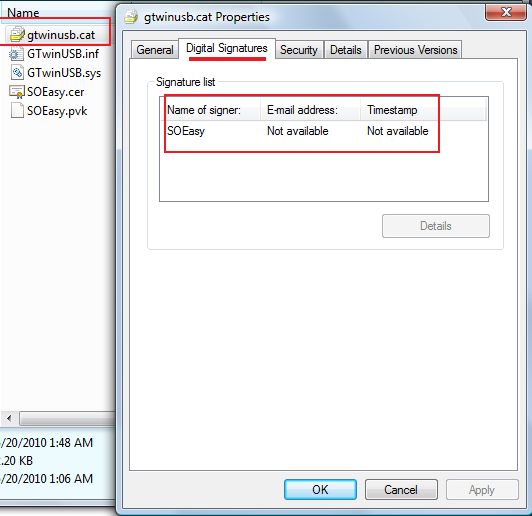 Name
gtwinusb.cat
GTwinUSB.inf
GTwinUSB.sys
SOEasy.cer
SOEasy.pvk
/20/2010 1:48 AM
.20 KB
/20/2010 1:06 AM
gtwinusb.cat Properties
General Digital Signatures Security Details Previous Versions
Signature list
Name of signer: E-mail address: Timestamp
SOEasy Not available Not available
Details
OK Cancel Apply